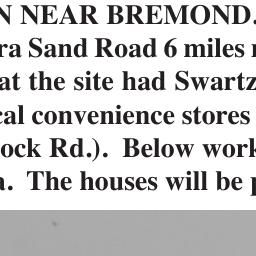 N NEAR BREMOND.
ra Sand Road 6 miles
at the site had Swartz
cal convenience stores
ock Rd.).  Below work
a.  The houses will be p